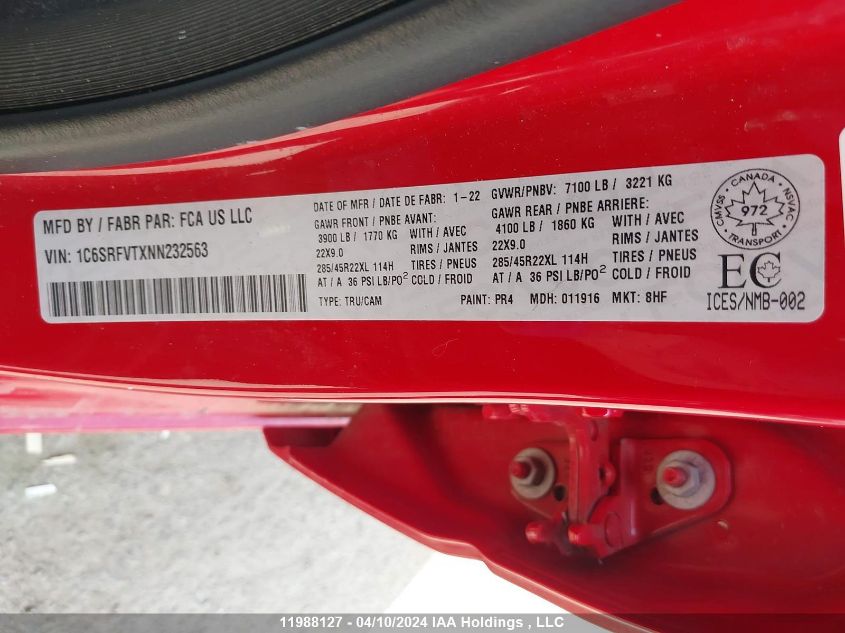 MFD BY / FABR PAR: FCA US LLC
VIN: 1C6SRFVTXNN232563
DATE OF MFR / DATE DE FABR: 1-22
GVWR/PNBV: 7100 LB / 3221 KG
GAWR FRONT / PNBE AVANT:
3900 LB / 1770 KG WITH / AVEC
22X9.0 RIMS / JANTES
285/45R22XL 114H TIRES / PNEUS
AT / A 36 PSI LB/PO² COLD / FROID
GAWR REAR / PNBE ARRIERE:
4100 LB / 1860 KG WITH / AVEC
22X9.0 RIMS / JANTES
285/45R22XL 114H TIRES / PNEUS
AT / A 36 PSI LB/PO² COLD / FROID
TYPE: TRU/CAM PAINT: PR4 MDH: 011916 MKT: 8HF
CANADA
CMVSS 972 NSVAC
TRANSPORT
EC
ICES/NMB-002
11988127 - 04/10/2024 IAA Holdings , LLC